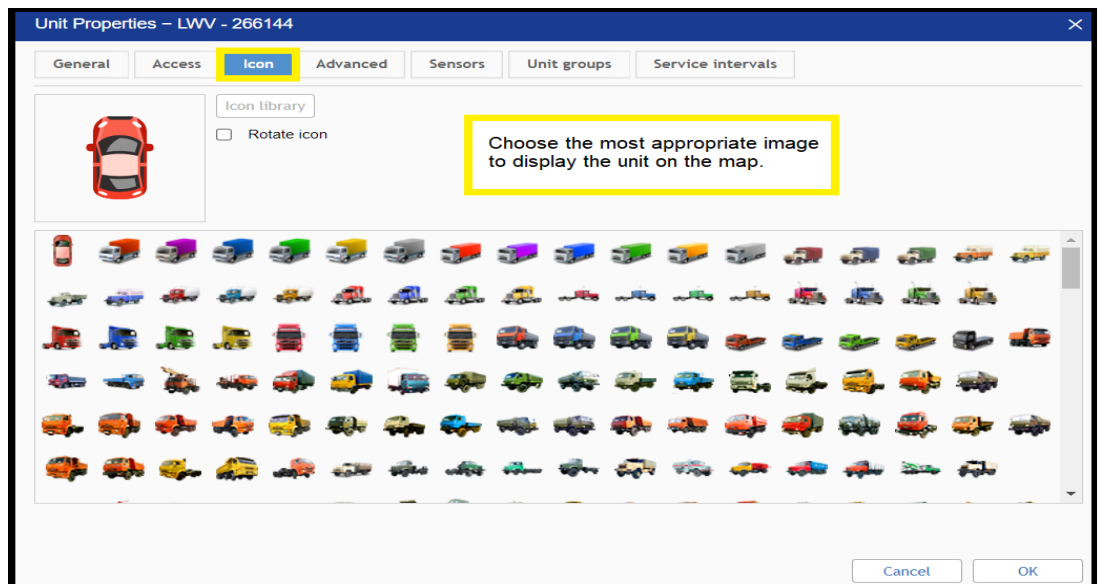 Unit Properties – LWV - 266144
General Access Icon Advanced Sensors Unit groups Service intervals
Icon library
Rotate icon
Choose the most appropriate image
to display the unit on the map.
Cancel OK